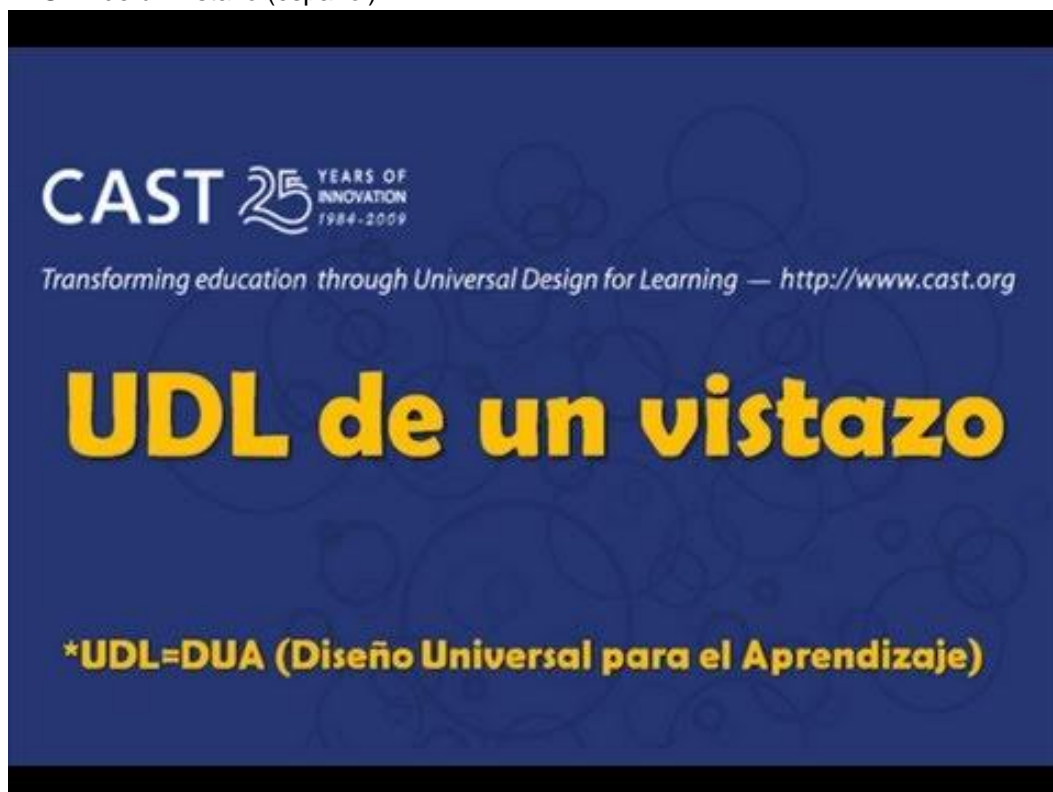 CAST 25 YEARS OF INNOVATION 1984-2009
Transforming education through Universal Design for Learning — http://www.cast.org
UDL de un vistazo
*UDL=DUA (Diseño Universal para el Aprendizaje)